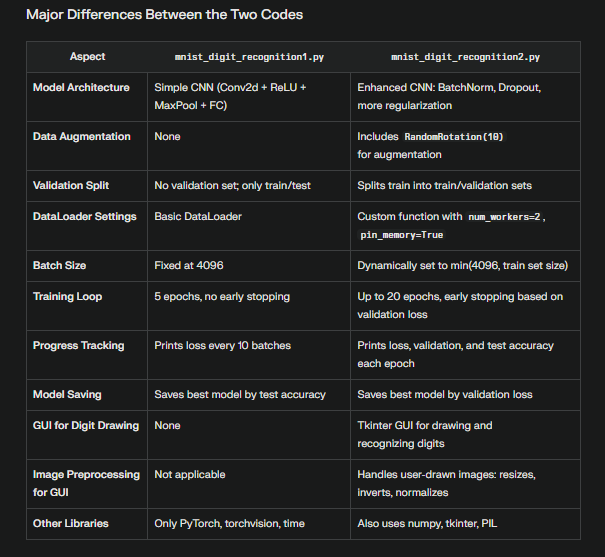 Major Differences Between the Two Codes
Aspect mnist_digit_recognition1.py mnist_digit_recognition2.py
Model Architecture Simple CNN (Conv2d + ReLU + Enhanced CNN: BatchNorm, Dropout,
MaxPool + FC) more regularization
Data Augmentation None Includes RandomRotation(10)
for augmentation
Validation Split No validation set; only train/test Splits train into train/validation sets
DataLoader Settings Basic DataLoader Custom function with num_workers=2,
pin_memory=True
Batch Size Fixed at 4096 Dynamically set to min(4096, train set size)
Training Loop 5 epochs, no early stopping Up to 20 epochs, early stopping based on
validation loss
Progress Tracking Prints loss every 10 batches Prints loss, validation, and test accuracy
each epoch
Model Saving Saves best model by test accuracy Saves best model by validation loss
GUI for Digit Drawing None Tkinter GUI for drawing and
recognizing digits
Image Preprocessing Not applicable Handles user-drawn images: resizes,
for GUI inverts, normalizes
Other Libraries Only PyTorch, torchvision, time Also uses numpy, tkinter, PIL